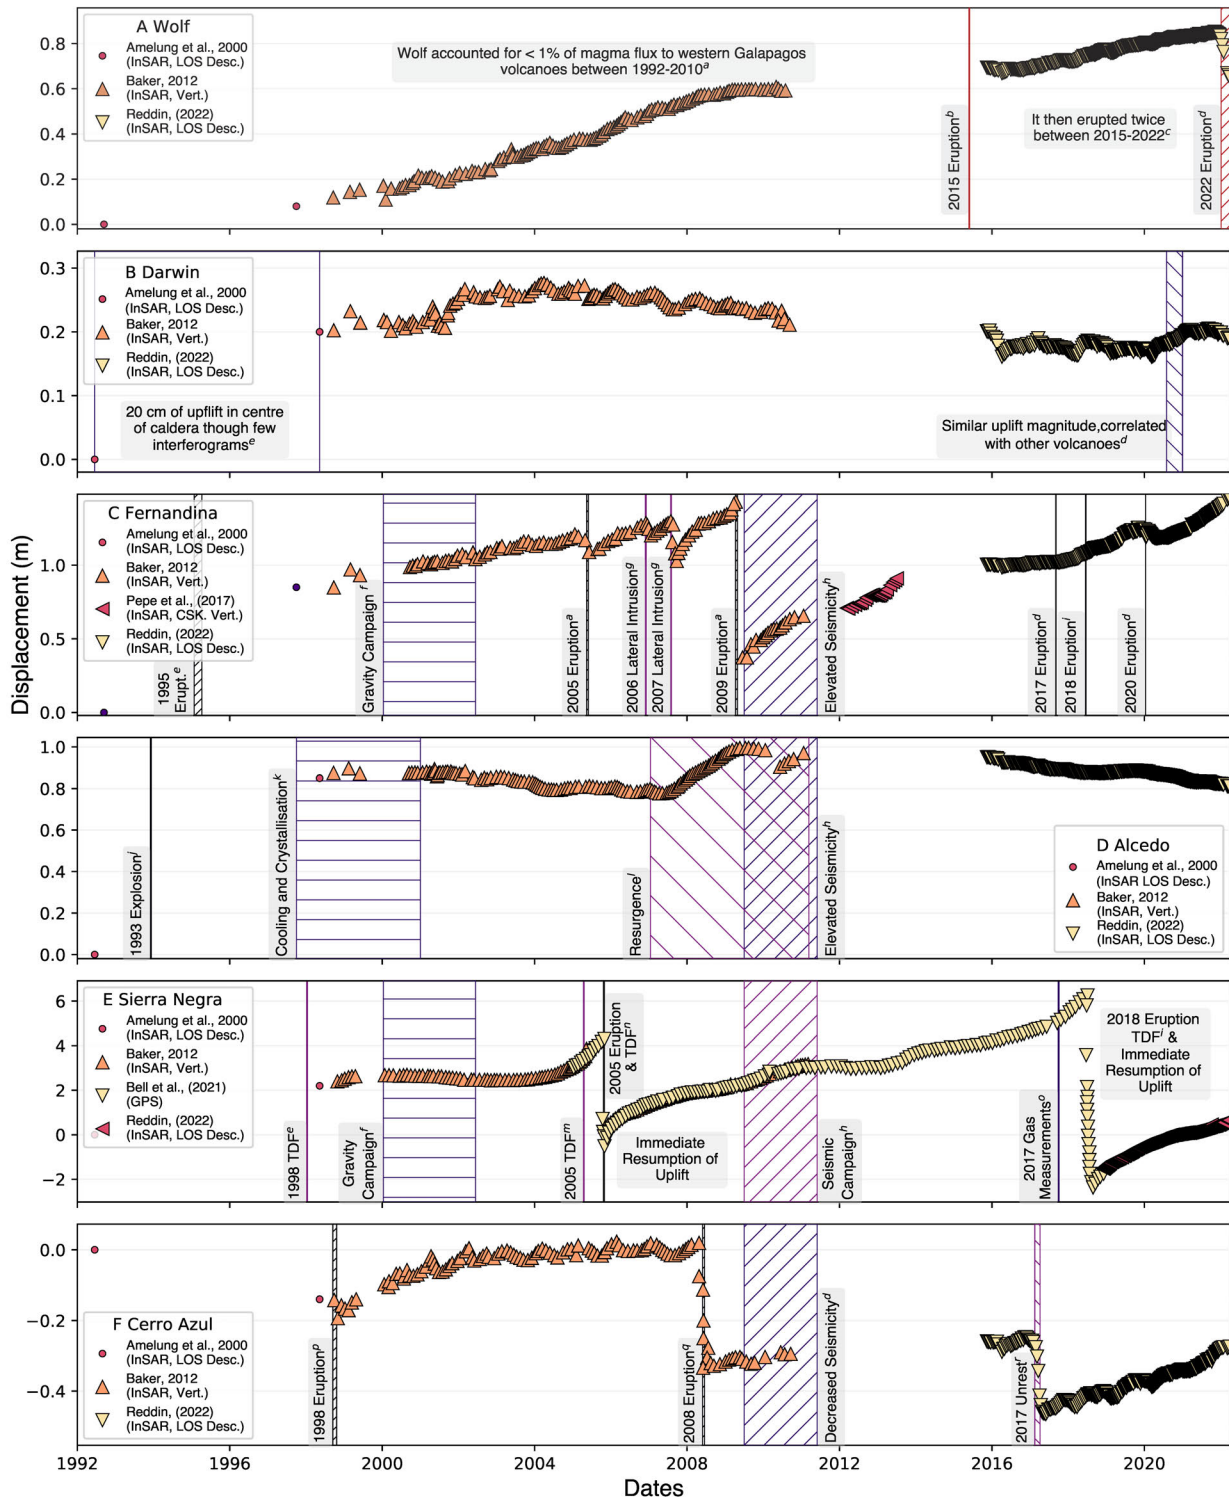 A Wolf
Amelung et al., 2000
(InSAR, LOS Desc.)
Baker, 2012
(InSAR, Vert.)
Reddin, (2022)
(InSAR, LOS Desc.)
Wolf accounted for < 1% of magma flux to western Galapagos
volcanoes between 1992-2010ᵃ
2015 Eruptionᵇ
It then erupted twice
between 2015-2022ᶜ
2022 Eruptionᵈ
0.8
0.6
0.4
0.2
0.0
B Darwin
Amelung et al., 2000
(InSAR, LOS Desc.)
Baker, 2012
(InSAR, Vert.)
Reddin, (2022)
(InSAR, LOS Desc.)
20 cm of upflift in centre
of caldera though few
interferogramsᵉ
Similar uplift magnitude,correlated
with other volcanoesᵈ
0.3
0.2
0.1
0.0
Displacement (m)
C Fernandina
Amelung et al., 2000
(InSAR, LOS Desc.)
Baker, 2012
(InSAR, Vert.)
Pepe et al., (2017)
(InSAR, CSK. Vert.)
Reddin, (2022)
(InSAR, LOS Desc.)
1995
Erupt.ᵉ
Gravity Campaignᶠ
2005 Eruptionᵃ
2006 Lateral Intrusionᵍ
2007 Lateral Intrusionᵍ
2009 Eruptionᵃ
Elevated Seismicityʰ
2017 Eruptionᵈ
2018 Eruptionⁱ
2020 Eruptionᵈ
1.0
0.5
0.0
1993 Explosionʲ
Cooling and Crystallisationᵏ
Resurgenceˡ
Elevated Seismicityʰ
D Alcedo
Amelung et al., 2000
(InSAR LOS Desc.)
Baker, 2012
(InSAR, Vert.)
Reddin, (2022)
(InSAR, LOS Desc.)
1.0
0.8
0.6
0.4
0.2
0.0
E Sierra Negra
Amelung et al., 2000
(InSAR, LOS Desc.)
Baker, 2012
(InSAR, Vert.)
Bell et al., (2021)
(GPS)
Reddin, (2022)
(InSAR, LOS Desc.)
1998 TDFᵉ
Gravity
Campaignᶠ
2005 TDFᵐ
2005 Eruption
& TDFⁿ
Immediate
Resumption of
Uplift
Seismic
Campaignʰ
2017 Gas
Measurementsᵒ
2018 Eruption
TDFⁱ &
Immediate
Resumption of
Uplift
6
4
2
0
−2
F Cerro Azul
Amelung et al., 2000
(InSAR, LOS Desc.)
Baker, 2012
(InSAR, Vert.)
Reddin, (2022)
(InSAR, LOS Desc.)
1998 Eruptionᵖ
2008 Eruption^q
Decreased Seismicityᵈ
2017 Unrestʳ
0.0
−0.2
−0.4
1992 1996 2000 2004 2008 2012 2016 2020
Dates